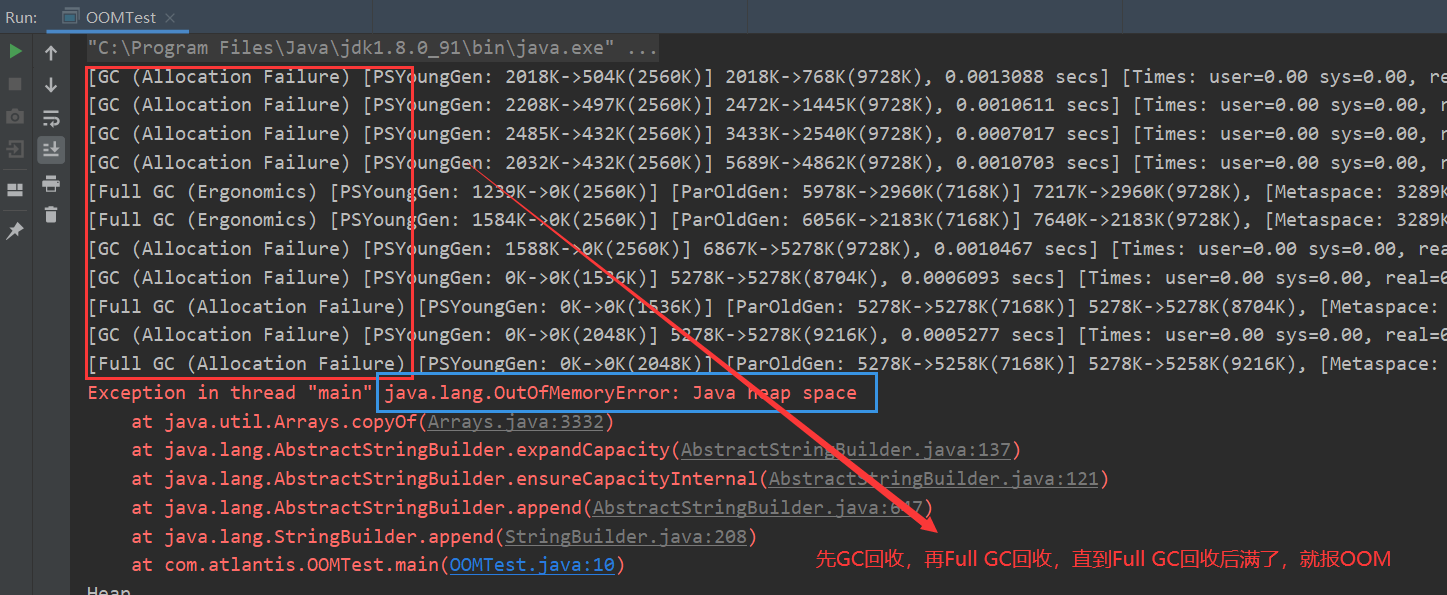 Run: OOMTest
"C:\Program Files\Java\jdk1.8.0_91\bin\java.exe" ...
[GC (Allocation Failure) [PSYoungGen: 2018K->504K(2560K)] 2018K->768K(9728K), 0.0013088 secs] [Times: user=0.00 sys=0.00, re
[GC (Allocation Failure) [PSYoungGen: 2208K->497K(2560K)] 2472K->1445K(9728K), 0.0010611 secs] [Times: user=0.00 sys=0.00,
[GC (Allocation Failure) [PSYoungGen: 2485K->432K(2560K)] 3433K->2540K(9728K), 0.0007017 secs] [Times: user=0.00 sys=0.00,
[GC (Allocation Failure) [PSYoungGen: 2032K->432K(2560K)] 5689K->4862K(9728K), 0.0010703 secs] [Times: user=0.00 sys=0.00,
[Full GC (Ergonomics) [PSYoungGen: 1239K->0K(2560K)] [ParOldGen: 5978K->2960K(7168K)] 7217K->2960K(9728K), [Metaspace: 3289K
[Full GC (Ergonomics) [PSYoungGen: 1584K->0K(2560K)] [ParOldGen: 6056K->2183K(7168K)] 7640K->2183K(9728K), [Metaspace: 3289K
[GC (Allocation Failure) [PSYoungGen: 1588K->0K(2560K)] 6867K->5278K(9728K), 0.0010467 secs] [Times: user=0.00 sys=0.00, real
[GC (Allocation Failure) [PSYoungGen: 0K->0K(1536K)] 5278K->5278K(8704K), 0.0006093 secs] [Times: user=0.00 sys=0.00, real=0
[Full GC (Allocation Failure) [PSYoungGen: 0K->0K(1536K)] [ParOldGen: 5278K->5278K(7168K)] 5278K->5278K(8704K), [Metaspace:
[GC (Allocation Failure) [PSYoungGen: 0K->0K(2048K)] 5278K->5278K(9216K), 0.0005277 secs] [Times: user=0.00 sys=0.00, real=0
[Full GC (Allocation Failure) [PSYoungGen: 0K->0K(2048K)] [ParOldGen: 5278K->5258K(7168K)] 5278K->5258K(9216K), [Metaspace:
Exception in thread "main" java.lang.OutOfMemoryError: Java heap space
at java.util.Arrays.copyOf(Arrays.java:3332)
at java.lang.AbstractStringBuilder.expandCapacity(AbstractStringBuilder.java:137)
at java.lang.AbstractStringBuilder.ensureCapacityInternal(AbstractStringBuilder.java:121)
at java.lang.AbstractStringBuilder.append(AbstractStringBuilder.java:647)
at java.lang.StringBuilder.append(StringBuilder.java:208)
at com.atlantis.OOMTest.main(OOMTest.java:10)
先GC回收，再Full GC回收，直到Full GC回收后满了，就报OOM
Heap